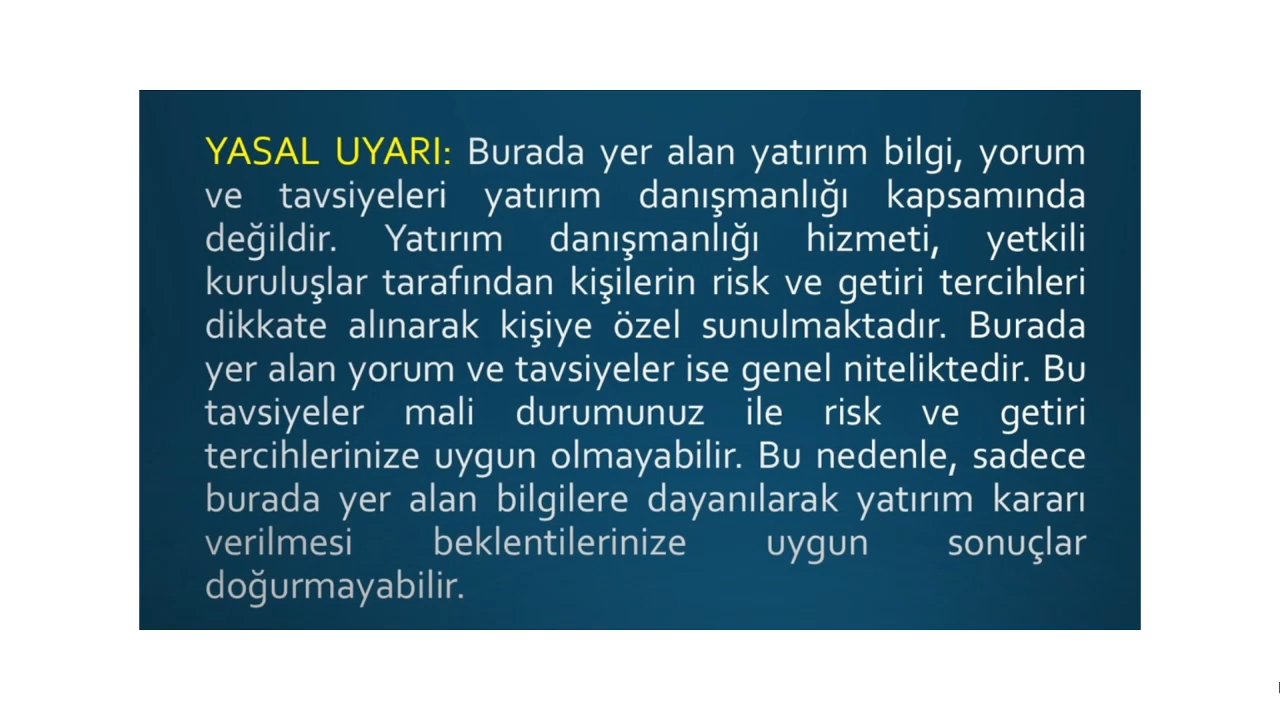 YASAL UYARI: Burada yer alan yatırım bilgi, yorum
ve tavsiyeleri yatırım danışmanlığı kapsamında
değildir. Yatırım danışmanlığı hizmeti, yetkili
kuruluşlar tarafından kişilerin risk ve getiri tercihleri
dikkate alınarak kişiye özel sunulmaktadır. Burada
yer alan yorum ve tavsiyeler ise genel niteliktedir. Bu
tavsiyeler mali durumunuz ile risk ve getiri
tercihlerinize uygun olmayabilir. Bu nedenle, sadece
burada yer alan bilgilere dayanılarak yatırım kararı
verilmesi beklentilerinize uygun sonuçlar
doğurmayabilir.